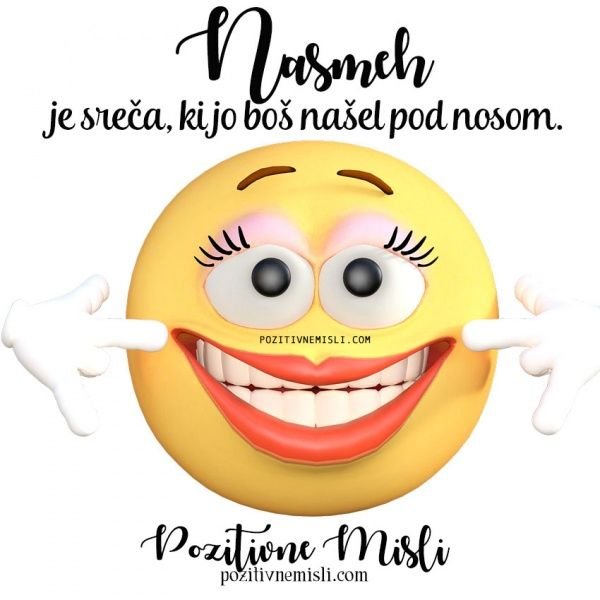 Nasmeh
je sreča, ki jo boš našel pod nosom.
POZITIVNEMISLI.COM
Pozitivne Misli
pozitivnemisli.com